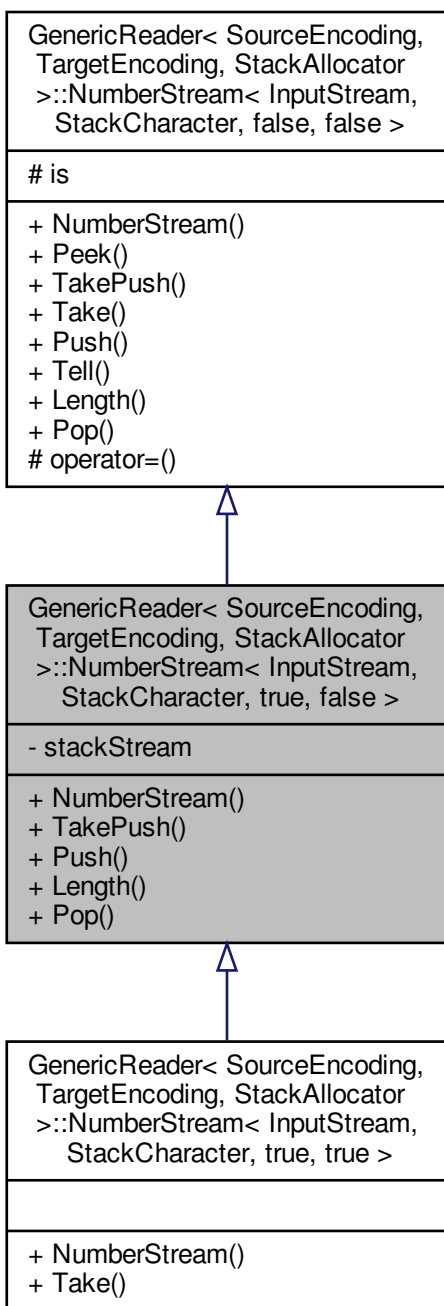 GenericReader< SourceEncoding,
TargetEncoding, StackAllocator
>::NumberStream< InputStream,
StackCharacter, false, false >
# is
+ NumberStream()
+ Peek()
+ TakePush()
+ Take()
+ Push()
+ Tell()
+ Length()
+ Pop()
# operator=()
GenericReader< SourceEncoding,
TargetEncoding, StackAllocator
>::NumberStream< InputStream,
StackCharacter, true, false >
- stackStream
+ NumberStream()
+ TakePush()
+ Push()
+ Length()
+ Pop()
GenericReader< SourceEncoding,
TargetEncoding, StackAllocator
>::NumberStream< InputStream,
StackCharacter, true, true >
+ NumberStream()
+ Take()